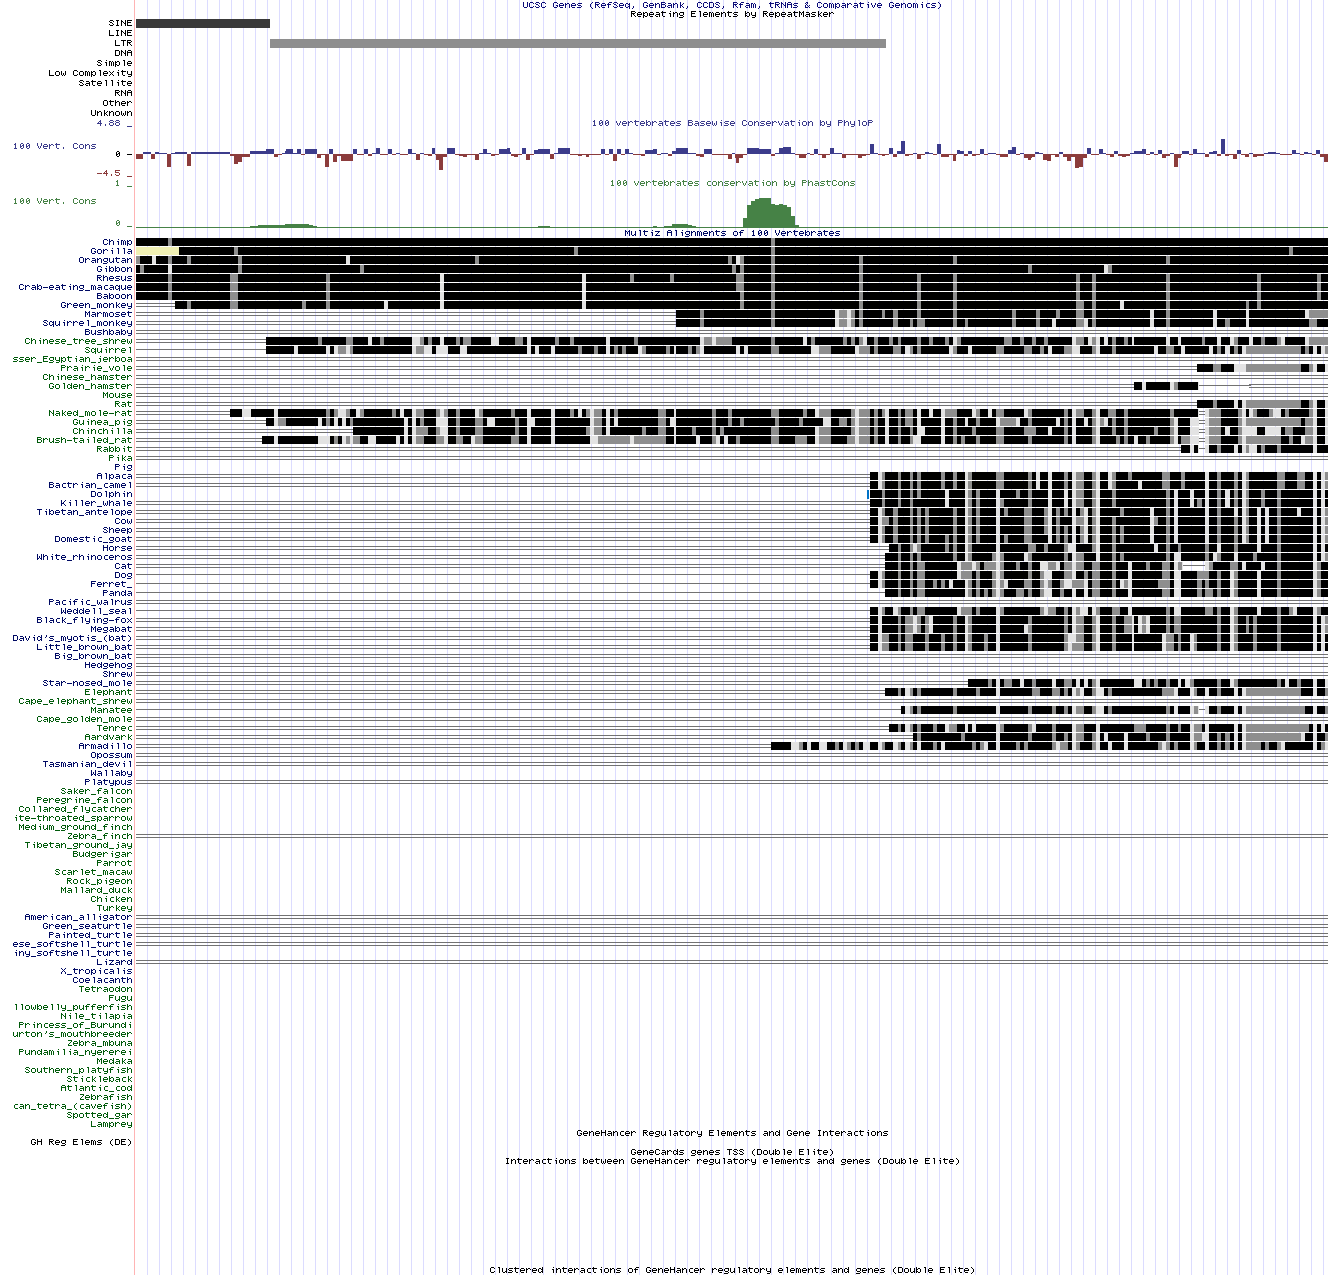 UCSC Genes (RefSeq, GenBank, CCDS, Rfam, tRNAs & Comparative Genomics)
Repeating Elements by RepeatMasker
SINE
LINE
LTR
DNA
Simple
Low Complexity
Satellite
RNA
Other
Unknown
100 vertebrates Basewise Conservation by PhyloP
4.88 _
100 Vert. Cons
0 _
-4.5 _
100 vertebrates conservation by PhastCons
1 _
100 Vert. Cons
0 _
Multiz Alignments of 100 Vertebrates
Chimp
Gorilla
Orangutan
Gibbon
Rhesus
Crab-eating_macaque
Baboon
Green_monkey
Marmoset
Squirrel_monkey
Bushbaby
Chinese_tree_shrew
Squirrel
sser_Egyptian_jerboa
Prairie_vole
Chinese_hamster
Golden_hamster
Mouse
Rat
Naked_mole-rat
Guinea_pig
Chinchilla
Brush-tailed_rat
Rabbit
Pika
Pig
Alpaca
Bactrian_camel
Dolphin
Killer_whale
Tibetan_antelope
Cow
Sheep
Domestic_goat
Horse
White_rhinoceros
Cat
Dog
Ferret_
Panda
Pacific_walrus
Weddell_seal
Black_flying-fox
Megabat
David's_myotis_(bat)
Little_brown_bat
Big_brown_bat
Hedgehog
Shrew
Star-nosed_mole
Elephant
Cape_elephant_shrew
Manatee
Cape_golden_mole
Tenrec
Aardvark
Armadillo
Opossum
Tasmanian_devil
Wallaby
Platypus
Saker_falcon
Peregrine_falcon
Collared_flycatcher
ite-throated_sparrow
Medium_ground_finch
Zebra_finch
Tibetan_ground_jay
Budgerigar
Parrot
Scarlet_macaw
Rock_pigeon
Mallard_duck
Chicken
Turkey
American_alligator
Green_seaturtle
Painted_turtle
ese_softshell_turtle
iny_softshell_turtle
Lizard
X_tropicalis
Coelacanth
Tetraodon
Fugu
llowbelly_pufferfish
Nile_tilapia
Princess_of_Burundi
urton's_mouthbreeder
Zebra_mbuna
Pundamilia_nyererei
Medaka
Southern_platyfish
Stickleback
Atlantic_cod
Zebrafish
can_tetra_(cavefish)
Spotted_gar
Lamprey
GeneHancer Regulatory Elements and Gene Interactions
GH Reg Elems (DE)
GeneCards genes TSS (Double Elite)
Interactions between GeneHancer regulatory elements and genes (Double Elite)
Clustered interactions of GeneHancer regulatory elements and genes (Double Elite)